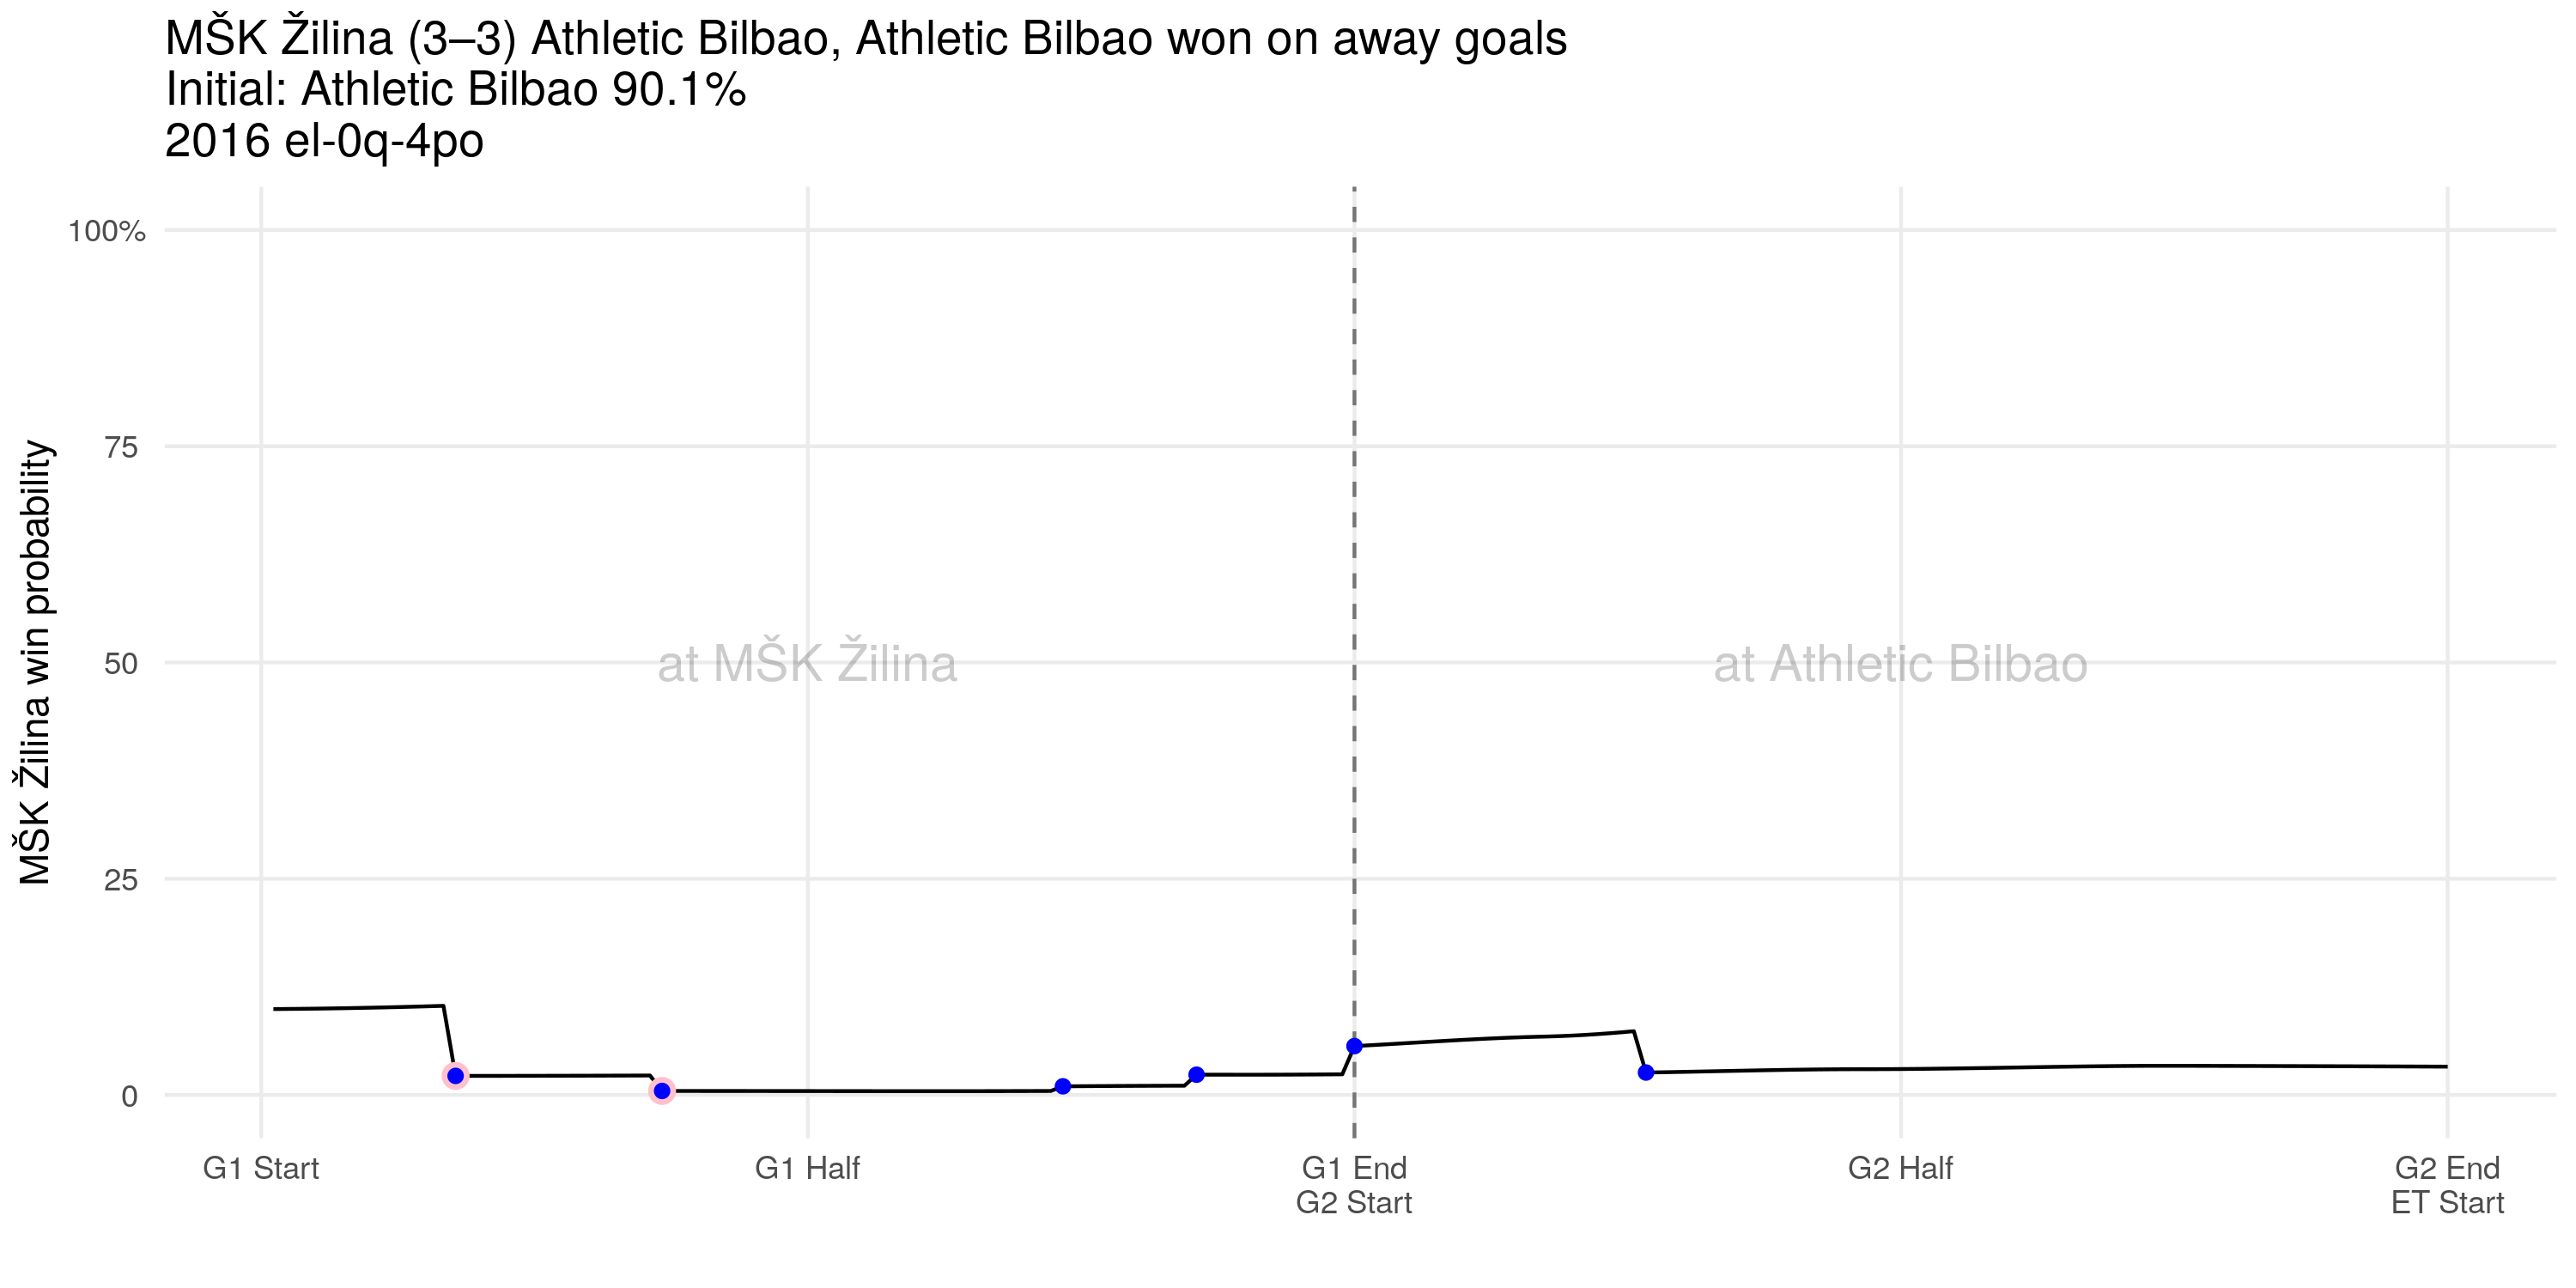 MŠK Žilina (3–3) Athletic Bilbao, Athletic Bilbao won on away goals
Initial: Athletic Bilbao 90.1%
2016 el-0q-4po
MŠK Žilina win probability
100%
75
50
25
0
at MŠK Žilina
at Athletic Bilbao
G1 Start
G1 Half
G1 End
G2 Start
G2 Half
G2 End
ET Start